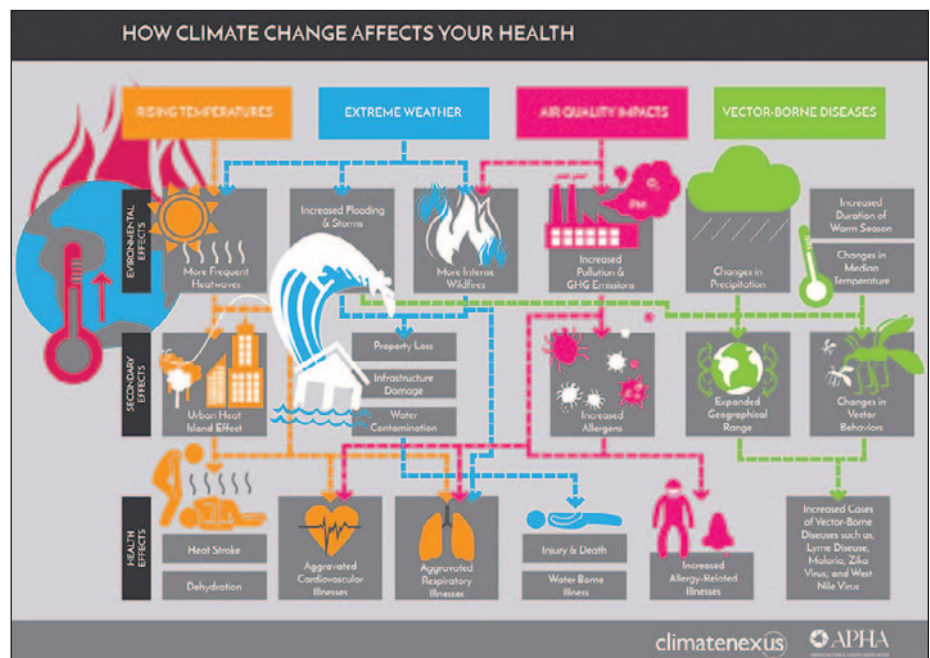 HOW CLIMATE CHANGE AFFECTS YOUR HEALTH
RISING TEMPERATURES
EXTREME WEATHER
AIR QUALITY IMPACTS
VECTOR-BORNE DISEASES
EVIRONMENTAL
EFFECTS
More Frequent
Heatwaves
Increased Flooding
& Storms
More Intense
Wildfires
PM
Increased
Pollution &
GHG Emissions
Changes in
Precipitation
Increased
Duration of
Warm Season
Changes in
Median
Temperature
SECONDARY
EFFECTS
Urban Heat
Island Effect
Property Loss
Infrastructure
Damage
Water
Contamination
Increased
Allergens
Expanded
Geographical
Range
Changes in
Vector
Behaviors
HEALTH
EFFECTS
Heat Stroke
Dehydration
Aggravated
Cardiovascular
Illnesses
Aggravated
Respiratory
Illnesses
Injury & Death
Water Borne
Illness
Increased
Allergy-Related
Illnesses
Increased Cases
of Vector-Borne
Diseases such as,
Lyme Disease,
Malaria, Zika
Virus, and West
Nile Virus
climatenexus
APHA